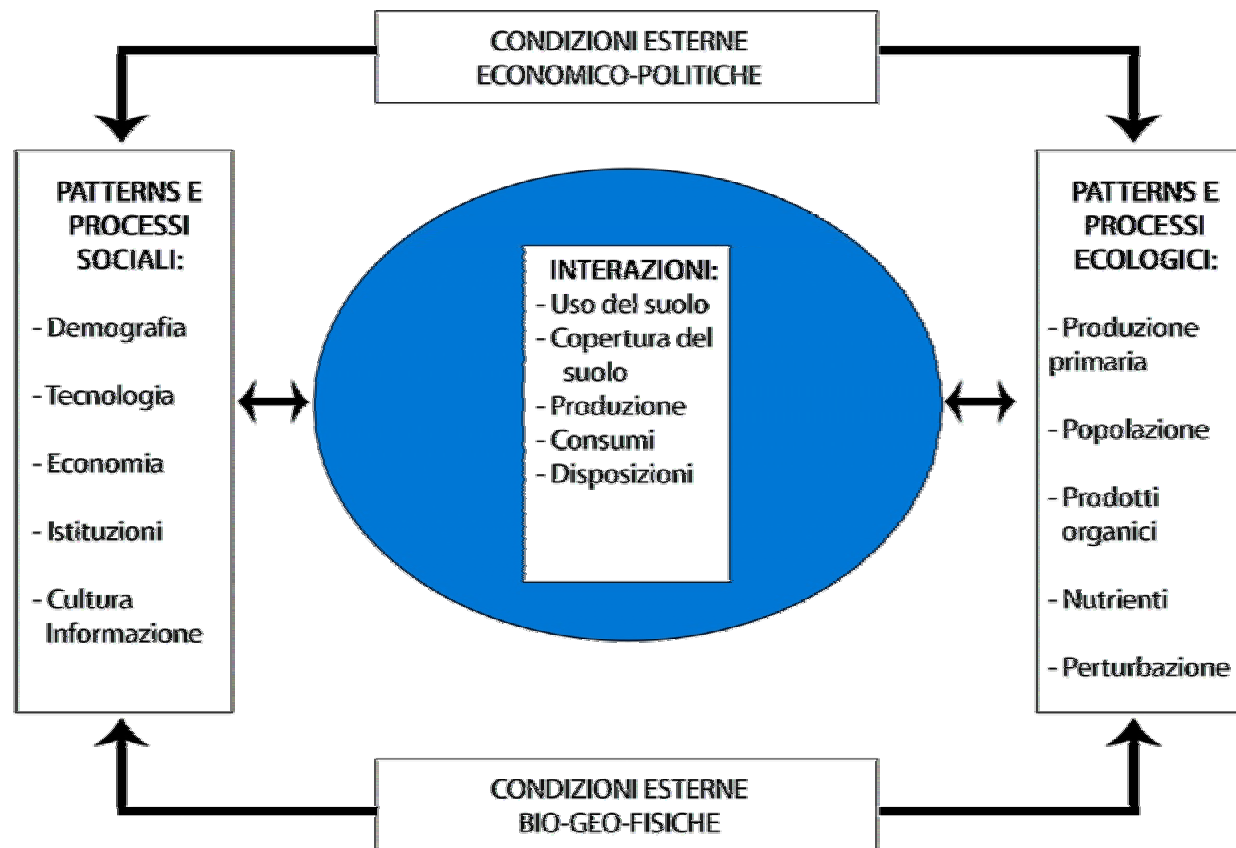 CONDIZIONI ESTERNE
ECONOMICO-POLITICHE
PATTERNS E
PROCESSI
SOCIALI:
- Demografia
- Tecnologia
- Economia
- Istituzioni
- Cultura
Informazione
INTERAZIONI:
- Uso del suolo
- Copertura del
suolo
- Produzione
- Consumi
- Disposizioni
PATTERNS E
PROCESSI
ECOLOGICI:
- Produzione
primaria
- Popolazione
- Prodotti
organici
- Nutrienti
- Perturbazione
CONDIZIONI ESTERNE
BIO-GEO-FISICHE